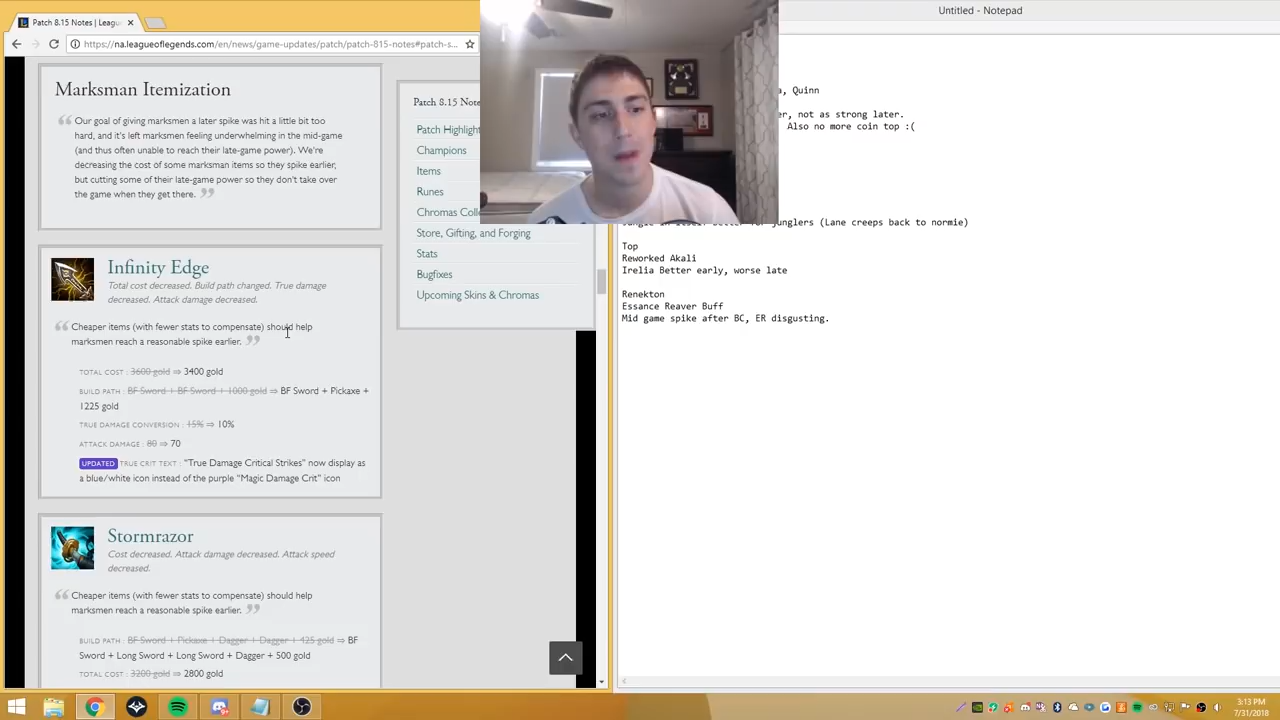 Patch 8.15 Notes | Leagu
Untitled - Notepad
https://na.leagueoflegends.com/en/news/game-updates/patch/patch-815-notes#patch-s...
Marksman Itemization
Our goal of giving marksmen a later spike was hit a little bit too
hard, and it's left marksmen feeling underwhelming in the mid-game
(and thus often unable to reach their late-game power). We're
decreasing the cost of some marksman items so they spike earlier,
but cutting some of their late-game power so they don't take over
the game when they get there.
Infinity Edge
Total cost decreased. Build path changed. True damage
decreased. Attack damage decreased.
Cheaper items (with fewer stats to compensate) should help
marksmen reach a reasonable spike earlier.
TOTAL COST : 3600 gold ⇒ 3400 gold
BUILD PATH : BF Sword + BF Sword + 1000 gold ⇒ BF Sword + Pickaxe +
1225 gold
TRUE DAMAGE CONVERSION : 15% ⇒ 10%
ATTACK DAMAGE : 80 ⇒ 70
UPDATED TRUE CRIT TEXT : "True Damage Critical Strikes" now display as
a blue/white icon instead of the purple "Magic Damage Crit" icon
Stormrazor
Cost decreased. Attack damage decreased. Attack speed
decreased.
Cheaper items (with fewer stats to compensate) should help
marksmen reach a reasonable spike earlier.
BUILD PATH : BF Sword + Pickaxe + Dagger + Dagger + 425 gold ⇒ BF
Sword + Long Sword + Long Sword + Dagger + 500 gold
TOTAL COST : 3200 gold ⇒ 2800 gold
Patch 8.15 Note
Patch Highlight
Champions
Items
Runes
Chromas Coll
Store, Gifting, and Forging
Stats
Bugfixes
Upcoming Skins & Chromas
, Quinn
, not as strong later.
Also no more coin top :(
junglers (Lane creeps back to normie)
Top
Reworked Akali
Irelia Better early, worse late
Renekton
Essance Reaver Buff
Mid game spike after BC, ER disgusting.
3:13 PM
7/31/2018